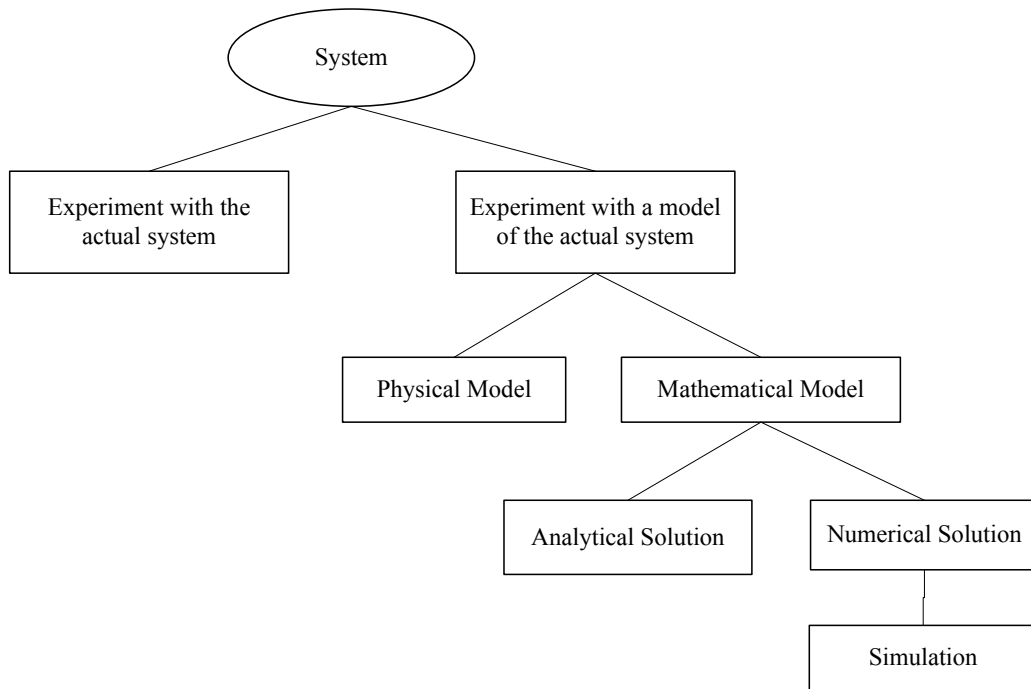 System
Experiment with the
actual system
Experiment with a model
of the actual system
Physical Model
Mathematical Model
Analytical Solution
Numerical Solution
Simulation